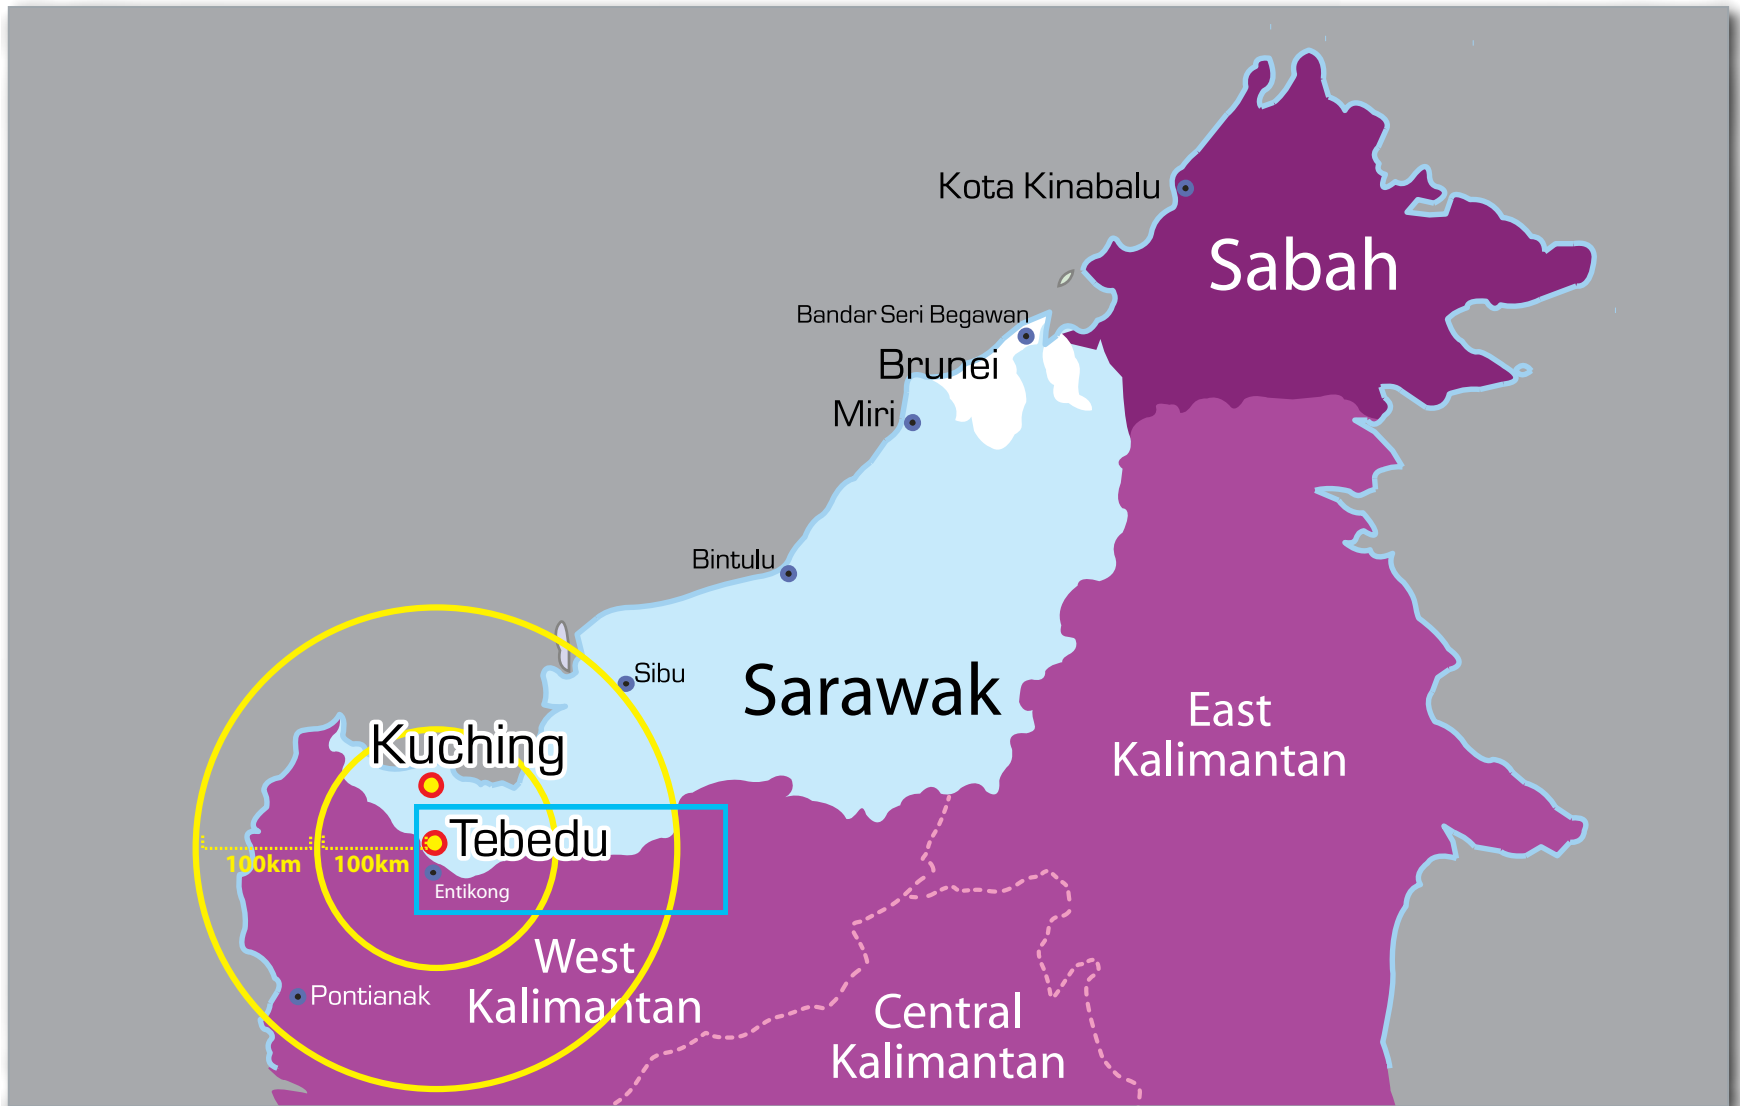 Kota Kinabalu
Sabah
Bandar Seri Begawan
Brunei
Miri
Bintulu
Sibu
Sarawak
East
Kalimantan
Kuching
Tebedu
100km
100km
Entikong
West
Kalimantan
Pontianak
Central
Kalimantan